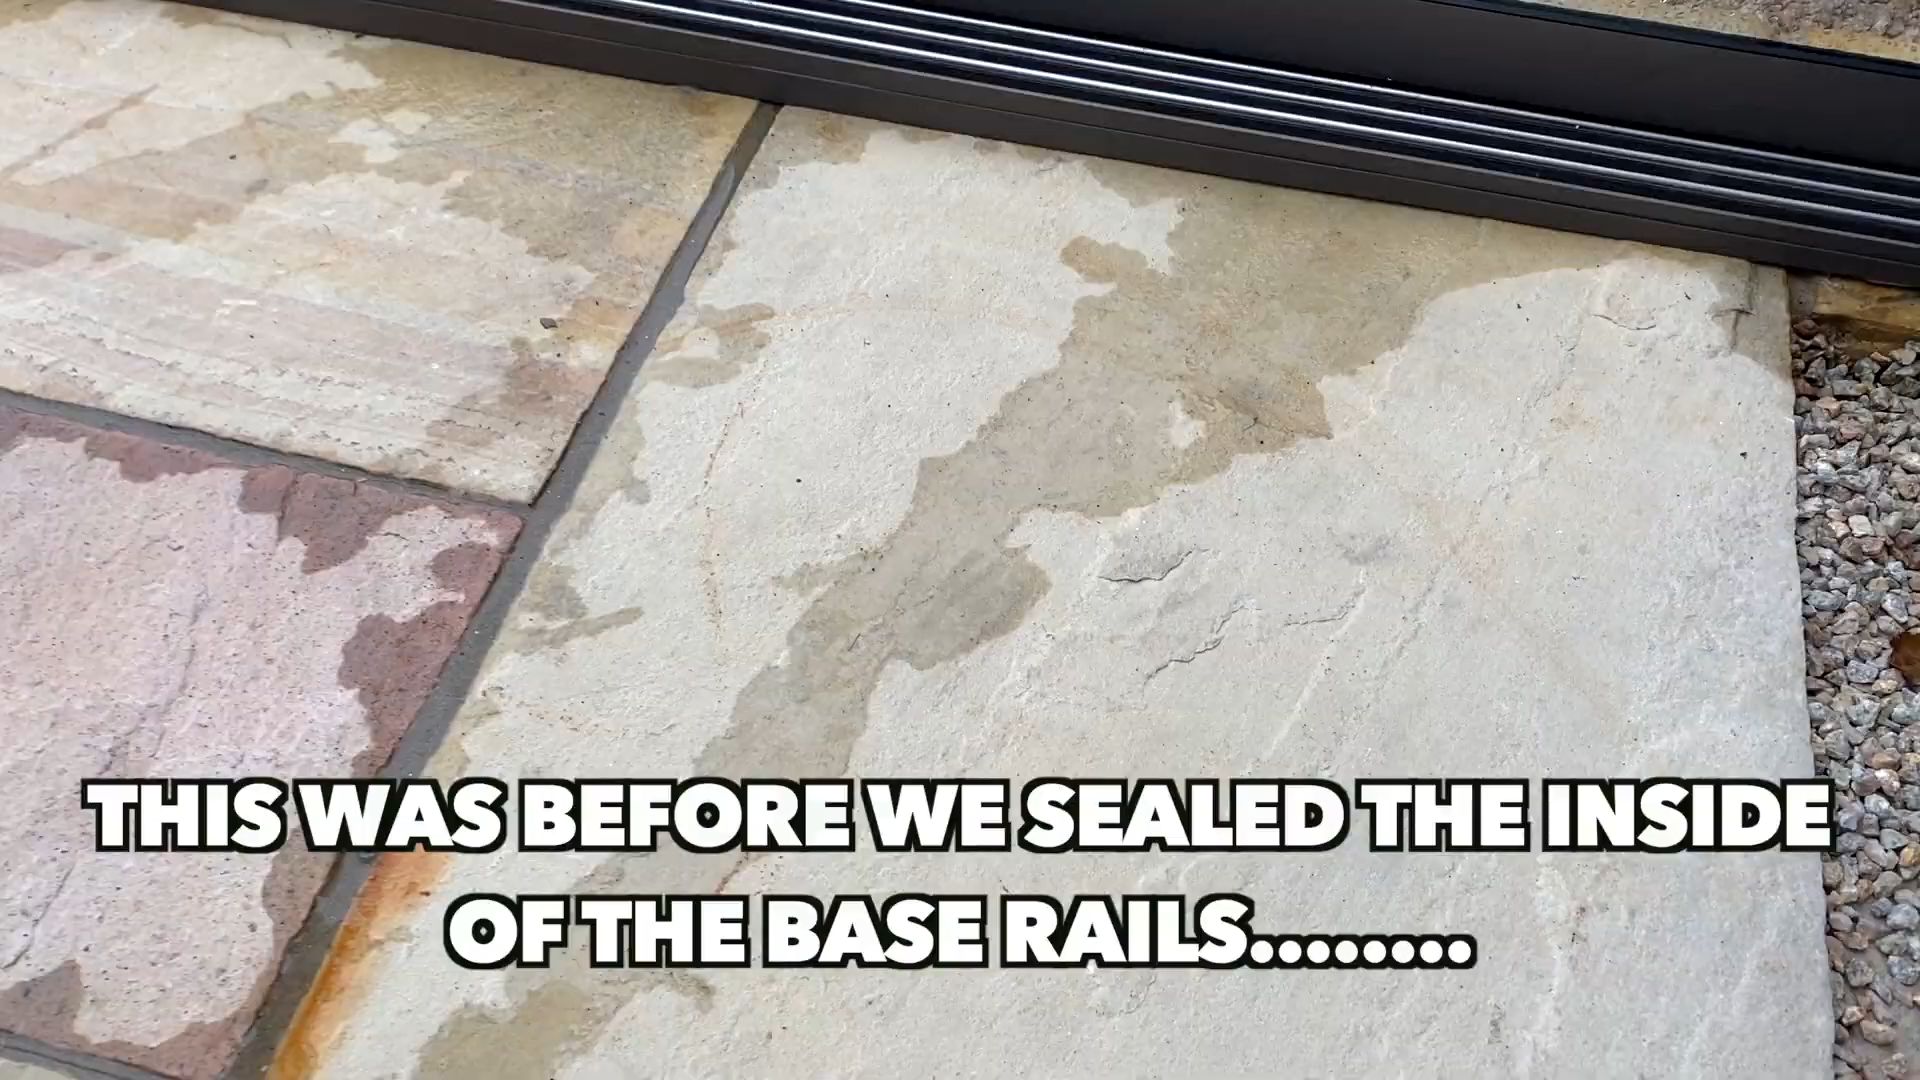 THIS WAS BEFORE WE SEALED THE INSIDE
OF THE BASE RAILS........